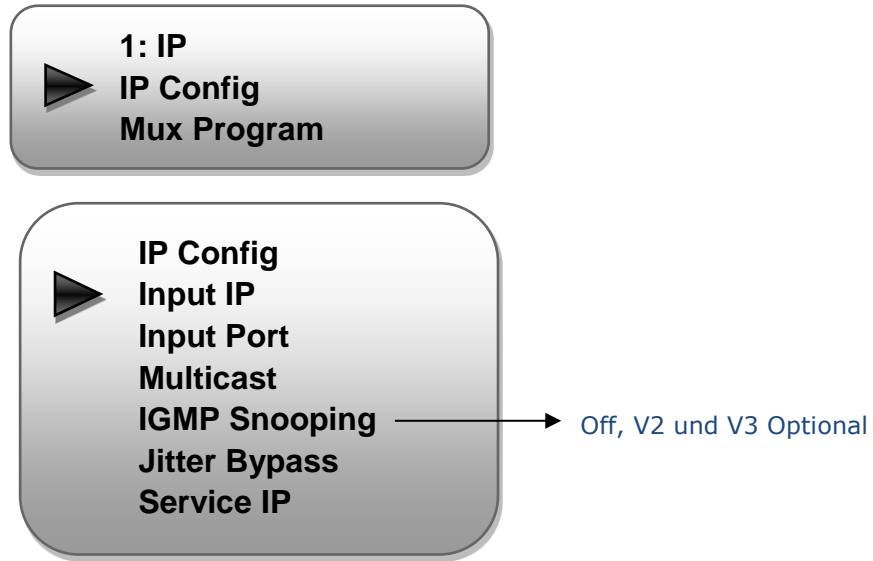 1: IP
IP Config
Mux Program
IP Config
Input IP
Input Port
Multicast
IGMP Snooping
Off, V2 und V3 Optional
Jitter Bypass
Service IP